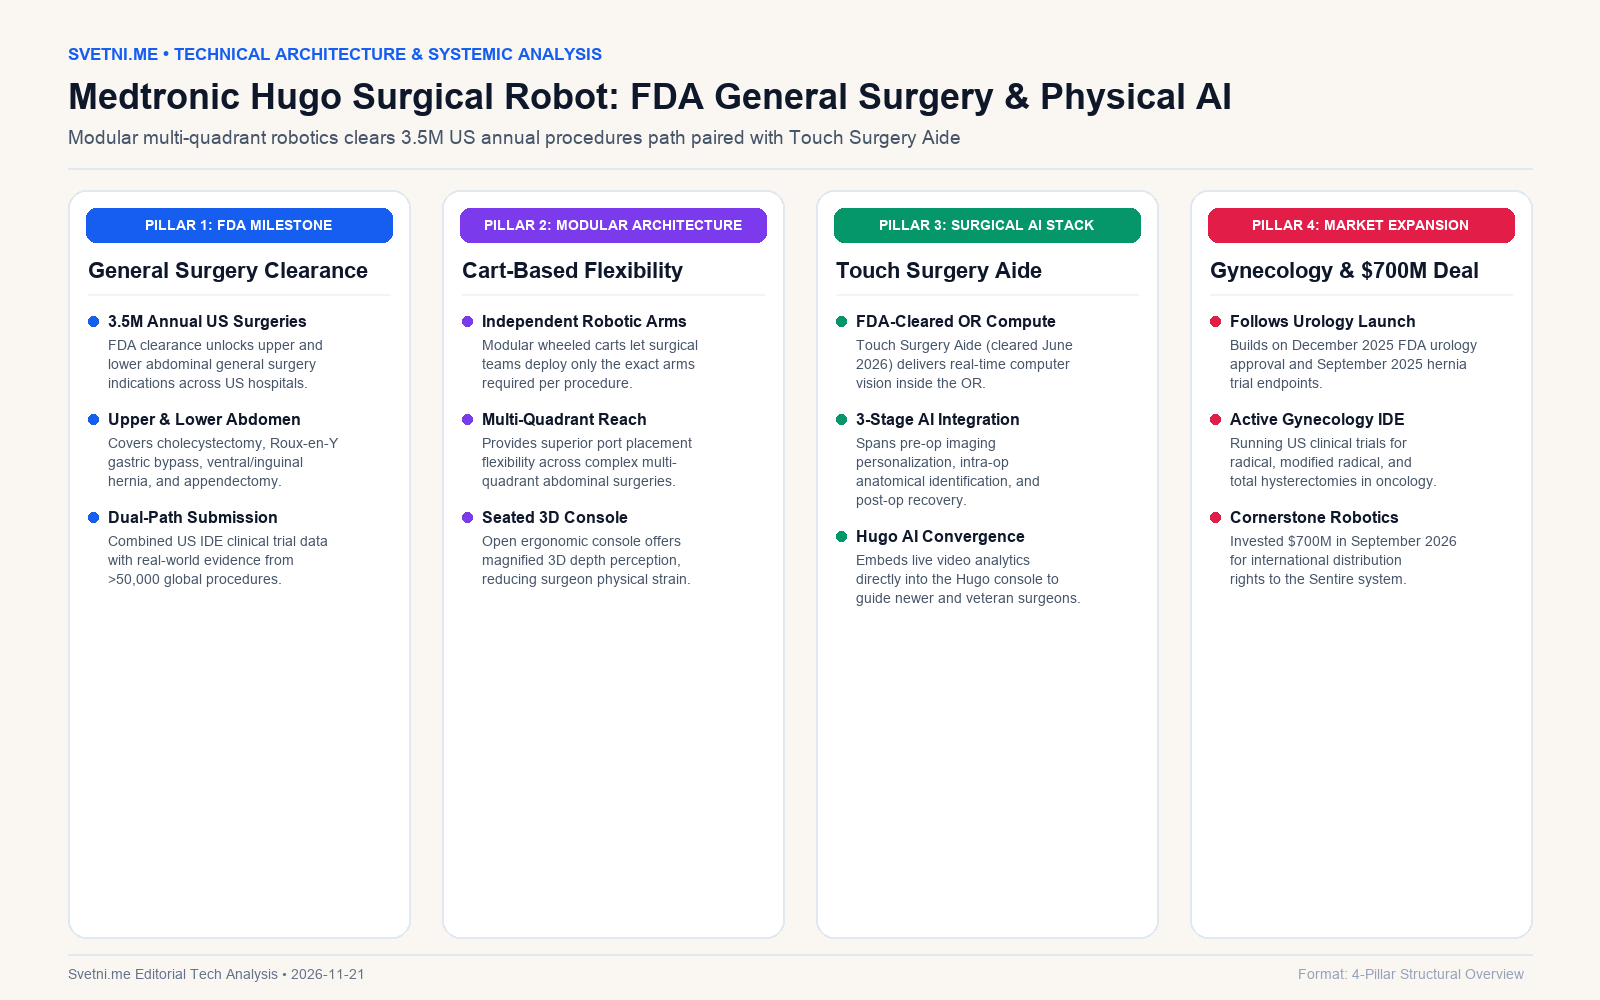 SVETNI.ME • TECHNICAL ARCHITECTURE & SYSTEMIC ANALYSIS
Medtronic Hugo Surgical Robot: FDA General Surgery & Physical AI
Modular multi-quadrant robotics clears 3.5M US annual procedures path paired with Touch Surgery Aide
PILLAR 1: FDA MILESTONE
General Surgery Clearance
3.5M Annual US Surgeries
FDA clearance unlocks upper and
lower abdominal general surgery
indications across US hospitals.
Upper & Lower Abdomen
Covers cholecystectomy, Roux-en-Y
gastric bypass, ventral/inguinal
hernia, and appendectomy.
Dual-Path Submission
Combined US IDE clinical trial data
with real-world evidence from
>50,000 global procedures.
PILLAR 2: MODULAR ARCHITECTURE
Cart-Based Flexibility
Independent Robotic Arms
Modular wheeled carts let surgical
teams deploy only the exact arms
required per procedure.
Multi-Quadrant Reach
Provides superior port placement
flexibility across complex multi-
quadrant abdominal surgeries.
Seated 3D Console
Open ergonomic console offers
magnified 3D depth perception,
reducing surgeon physical strain.
PILLAR 3: SURGICAL AI STACK
Touch Surgery Aide
FDA-Cleared OR Compute
Touch Surgery Aide (cleared June
2026) delivers real-time computer
vision inside the OR.
3-Stage AI Integration
Spans pre-op imaging
personalization, intra-op
anatomical identification, and
post-op recovery.
Hugo AI Convergence
Embeds live video analytics
directly into the Hugo console to
guide newer and veteran surgeons.
PILLAR 4: MARKET EXPANSION
Gynecology & $700M Deal
Follows Urology Launch
Builds on December 2025 FDA urology
approval and September 2025 hernia
trial endpoints.
Active Gynecology IDE
Running US clinical trials for
radical, modified radical, and
total hysterectomies in oncology.
Cornerstone Robotics
Invested $700M in September 2026
for international distribution
rights to the Sentire system.
Svetni.me Editorial Tech Analysis • 2026-11-21
Format: 4-Pillar Structural Overview